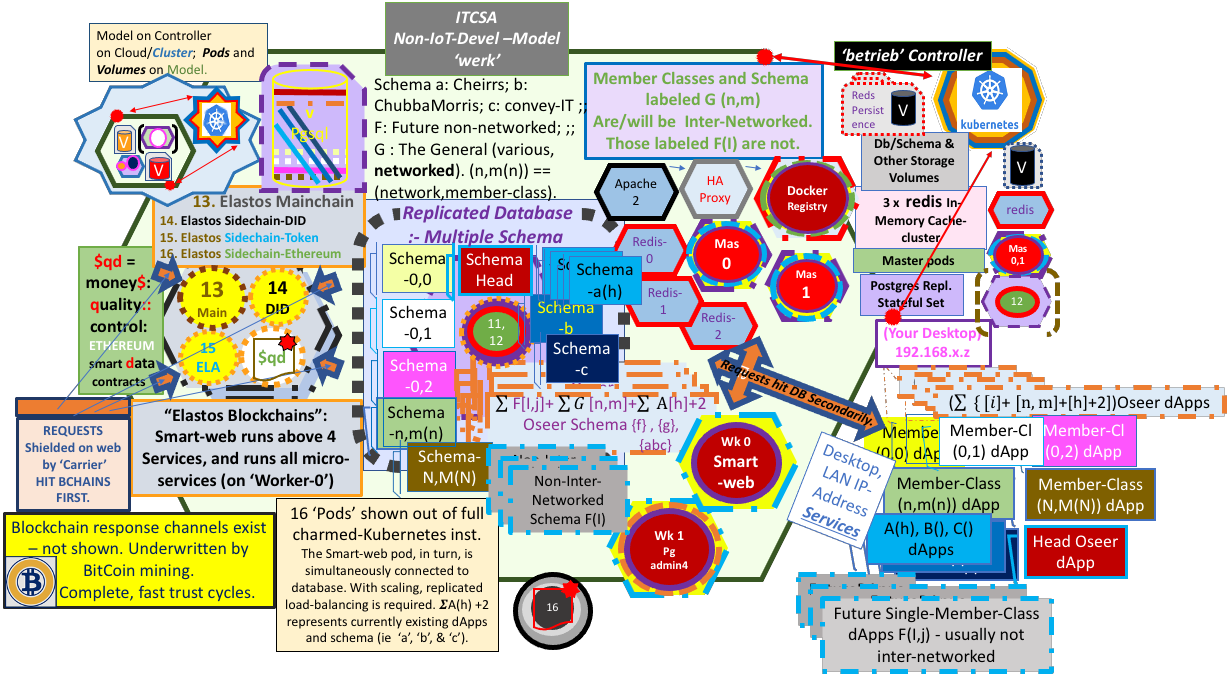 ITCSA
Non-IoT-Devel –Model
‘werk’
Model on Controller
on Cloud/Cluster; Pods and
Volumes on Model.
V
V
V
Pgsql
Schema a: Cheirrs; b:
ChubbaMorris; c: convey-IT ;;
F: Future non-networked; ;;
G : The General (various,
networked). (n,m(n)) ==
(network,member-class).
Member Classes and Schema
labeled G (n,m)
Are/will be Inter-Networked.
Those labeled F(I) are not.
‘betrieb’ Controller
Reds
Persist
ence
V
kubernetes
Db/Schema &
Other Storage
Volumes
V
3 x redis In-
Memory Cache-
cluster
redis
Master pods
Mas
0,1
Postgres Repl.
Stateful Set
12
(Your Desktop)
192.168.x.z
Apache
2
HA
Proxy
Docker
Registry
Redis-
0
Mas
0
Redis-
1
Mas
1
Redis-
2
13. Elastos Mainchain
14. Elastos Sidechain-DID
15. Elastos Sidechain-Token
16. Elastos Sidechain-Ethereum
$qd =
money$:
quality::
control:
ETHEREUM
smart data
contracts
13
Main
14
DID
15
ELA
$qd
REQUESTS
Shielded on web
by ‘Carrier’
HIT BCHAINS
FIRST.
“Elastos Blockchains”:
Smart-web runs above 4
Services, and runs all micro-
services (on ‘Worker-0’)
Blockchain response channels exist
– not shown. Underwritten by
BitCoin mining.
Complete, fast trust cycles.
Replicated Database
:- Multiple Schema
Schema
-0,0
Schema
Head
Schema
-a(h)
Schema
-0,1
11,
12
Schema
-b
Schema
-c
Schema
-0,2
Schema
-n,m(n)
Schema-
N,M(N)
∑ F[I,j]+ ∑ G [n,m]+∑ A[h]+2
Oseer Schema {f} , {g},
{abc}
Non-Inter-
Networked
Schema F(I)
Requests hit DB Secondarily.
Wk 0
Smart
-web
Wk 1
Pg
admin4
16 ‘Pods’ shown out of full
charmed-Kubernetes inst.
The Smart-web pod, in turn, is
simultaneously connected to
database. With scaling, replicated
load-balancing is required. ΣA(h) +2
represents currently existing dApps
and schema (ie ‘a’, ‘b’, & ‘c’).
16
Desktop,
LAN IP-
Address
Services
(∑ { [i]+ [n, m]+[h]+2])Oseer dApps
Member
(0,0) dApp
Member-Cl
(0,1) dApp
Member-Cl
(0,2) dApp
Member-Class
(n,m(n)) dApp
Member-Class
(N,M(N)) dApp
A(h), B(), C()
dApps
Head Oseer
dApp
Future Single-Member-Class
dApps F(I,j) - usually not
inter-networked